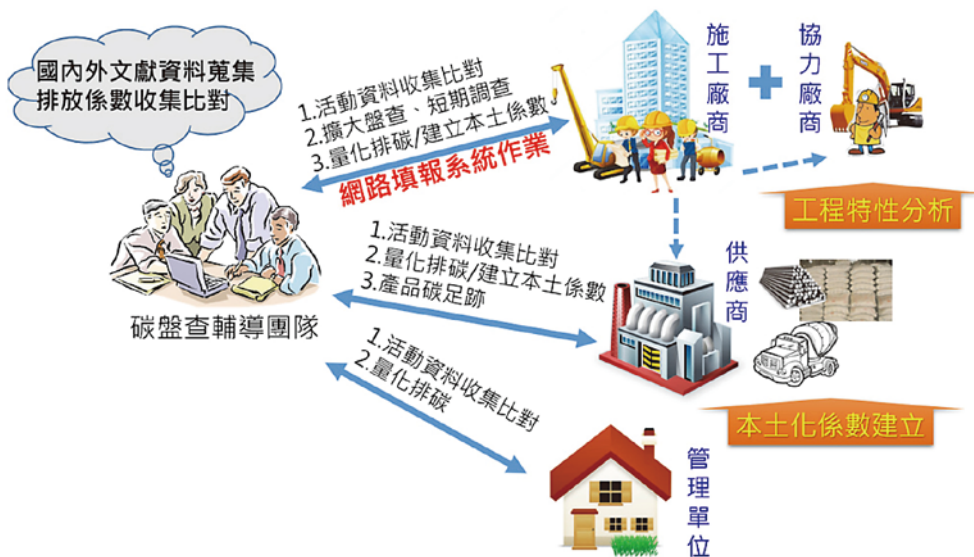 國內外文獻資料蒐集
排放係數收集比對
碳盤查輔導團隊
1.活動資料收集比對
2.擴大盤查、短期調查
3.量化排碳/建立本土係數
網路填報系統作業
施工廠商
協力廠商
工程特性分析
1.活動資料收集比對
2.量化排碳/建立本土係數
3.產品碳足跡
供應商
本土化係數建立
1.活動資料收集比對
2.量化排碳
管理單位